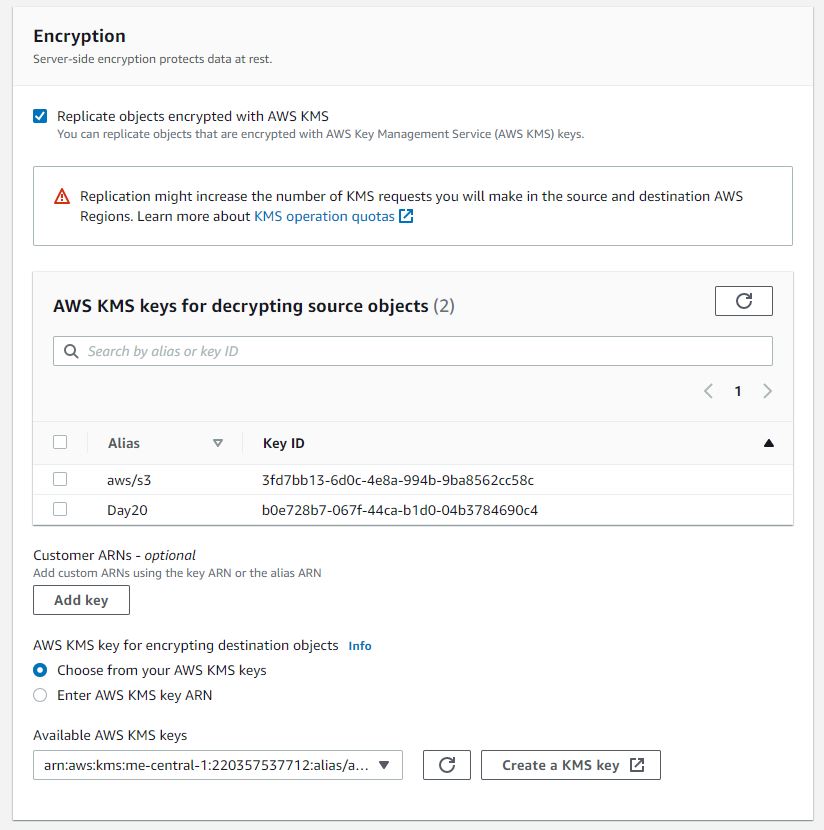 Encryption
Server-side encryption protects data at rest.
Replicate objects encrypted with AWS KMS
You can replicate objects that are encrypted with AWS Key Management Service (AWS KMS) keys.
Replication might increase the number of KMS requests you will make in the source and destination AWS
Regions. Learn more about KMS operation quotas
AWS KMS keys for decrypting source objects (2)
Search by alias or key ID
1
Alias Key ID
aws/s3 3fd7bb13-6d0c-4e8a-994b-9ba8562cc58c
Day20 b0e728b7-067f-44ca-b1d0-04b3784690c4
Customer ARNs - optional
Add custom ARNs using the key ARN or the alias ARN
Add key
AWS KMS key for encrypting destination objects Info
Choose from your AWS KMS keys
Enter AWS KMS key ARN
Available AWS KMS keys
arn:aws:kms:me-central-1:220357537712:alias/a... Create a KMS key